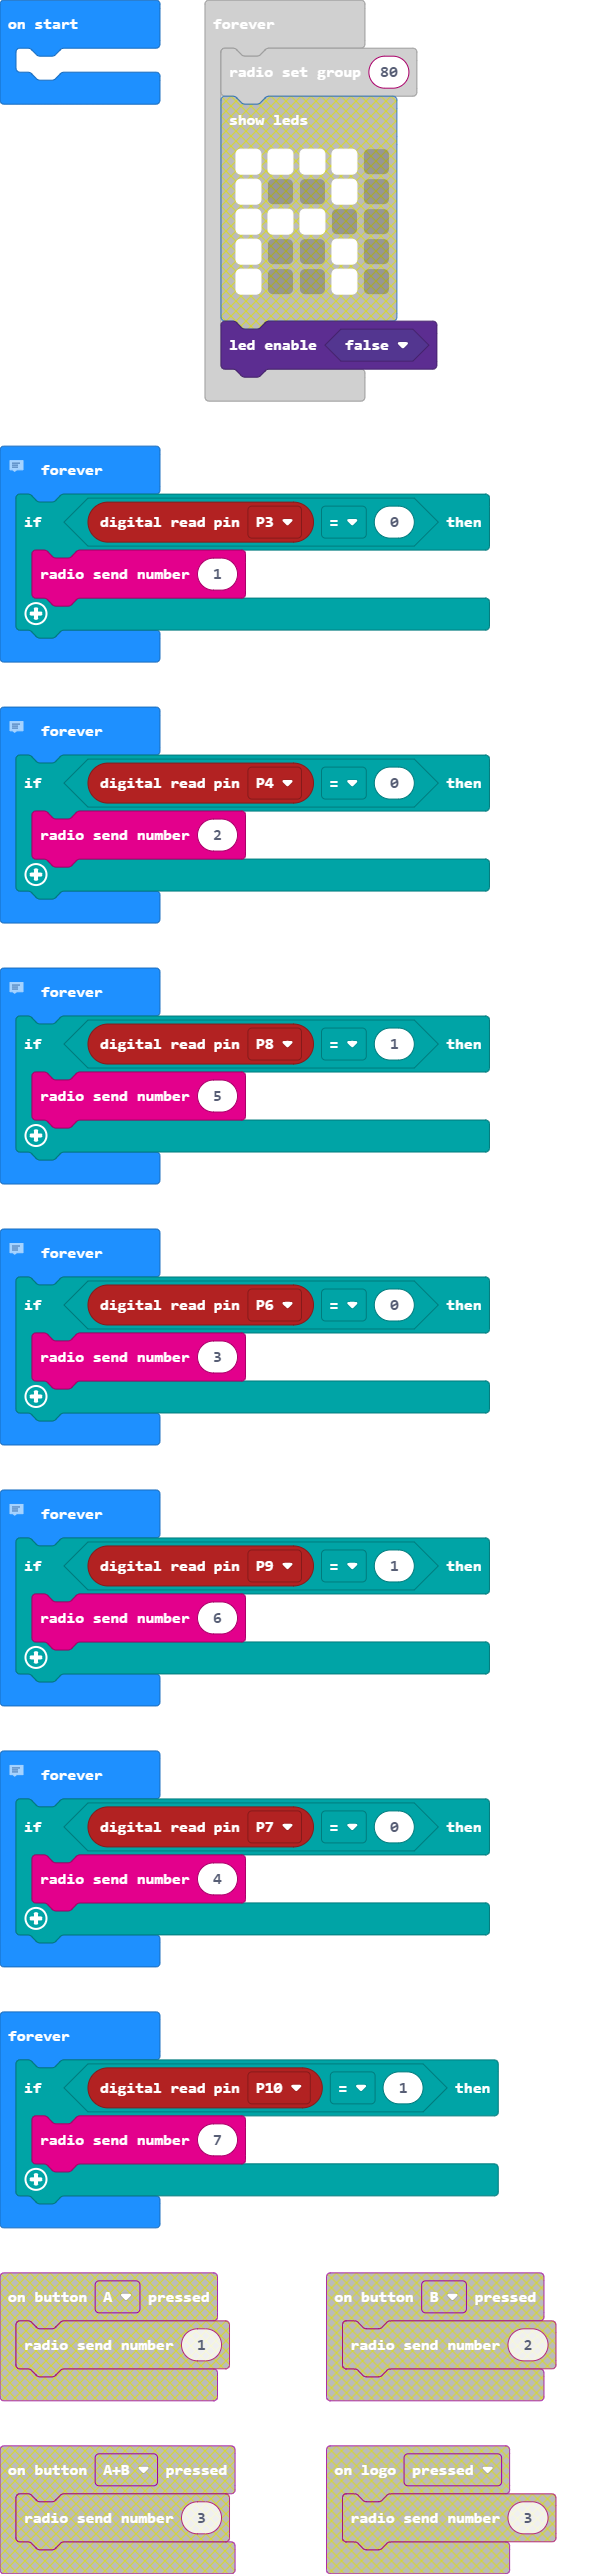 on start
forever
radio set group 80
show leds
led enable false
forever
if digital read pin P3 = 0 then
radio send number 1
forever
if digital read pin P4 = 0 then
radio send number 2
forever
if digital read pin P8 = 1 then
radio send number 5
forever
if digital read pin P6 = 0 then
radio send number 3
forever
if digital read pin P9 = 1 then
radio send number 6
forever
if digital read pin P7 = 0 then
radio send number 4
forever
if digital read pin P10 = 1 then
radio send number 7
on button A pressed
radio send number 1
on button B pressed
radio send number 2
on button A+B pressed
radio send number 3
on logo pressed
radio send number 3